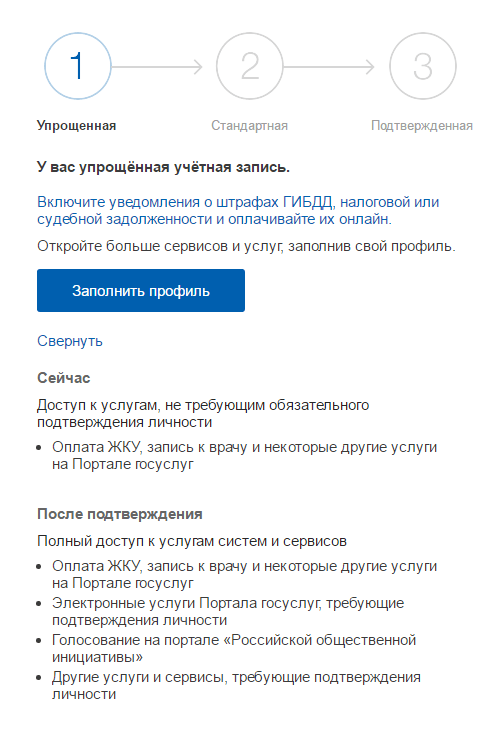 1 2 3
Упрощенная Стандартная Подтвержденная
У вас упрощённая учётная запись.
Включите уведомления о штрафах ГИБДД, налоговой или
судебной задолженности и оплачивайте их онлайн.
Откройте больше сервисов и услуг, заполнив свой профиль.
Заполнить профиль
Свернуть
Сейчас
Доступ к услугам, не требующим обязательного
подтверждения личности
• Оплата ЖКУ, запись к врачу и некоторые другие услуги
на Портале госуслуг
После подтверждения
Полный доступ к услугам систем и сервисов
• Оплата ЖКУ, запись к врачу и некоторые другие услуги
на Портале госуслуг
• Электронные услуги Портала госуслуг, требующие
подтверждения личности
• Голосование на портале «Российской общественной
инициативы»
• Другие услуги и сервисы, требующие подтверждения
личности